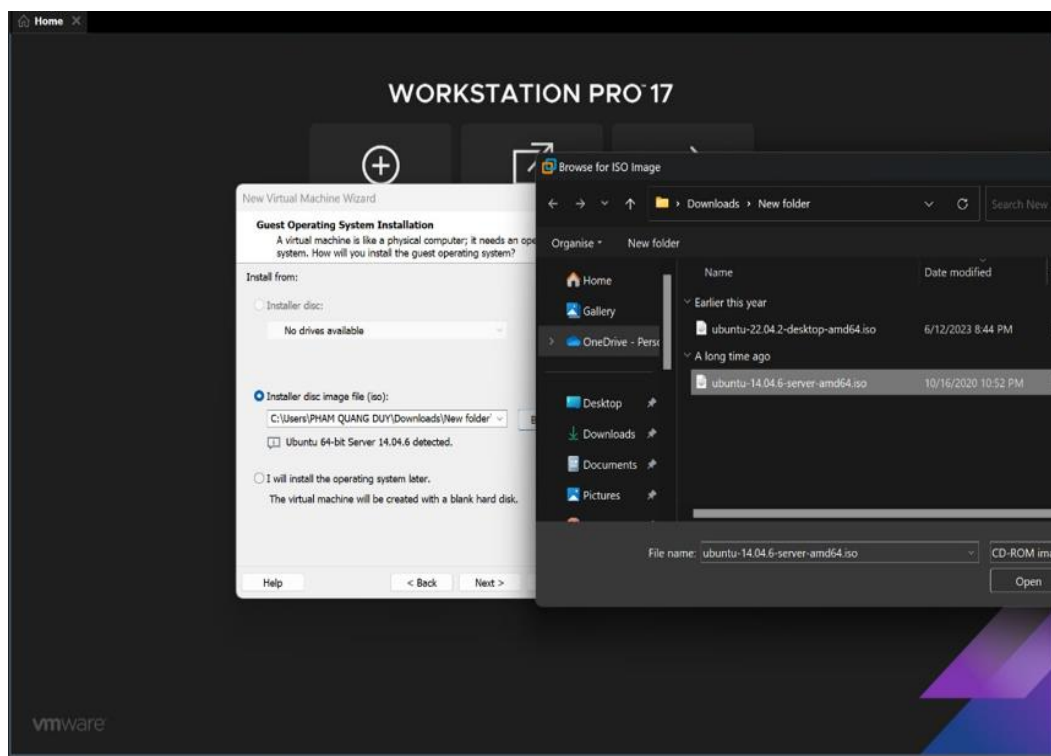 Home
WORKSTATION PRO™ 17
New Virtual Machine Wizard
Guest Operating System Installation
A virtual machine is like a physical computer; it needs an
system. How will you install the guest operating system?
Install from:
Installer disc:
No drives available
Installer disc image file (iso):
C:\Users\PHAM QUANG DUY\Downloads\New folder
Ubuntu 64-bit Server 14.04.6 detected.
I will install the operating system later.
The virtual machine will be created with a blank hard disk.
Help
< Back
Next >
Browse for ISO Image
Downloads
New folder
Search New
Organise
New folder
Home
Gallery
OneDrive - Perso
Desktop
Downloads
Documents
Pictures
Name
Date modified
Earlier this year
ubuntu-22.04.2-desktop-amd64.iso 6/12/2023 8:44 PM
A long time ago
ubuntu-14.04.6-server-amd64.iso 10/16/2020 10:52 PM
File name: ubuntu-14.04.6-server-amd64.iso
CD-ROM
Open
vmware